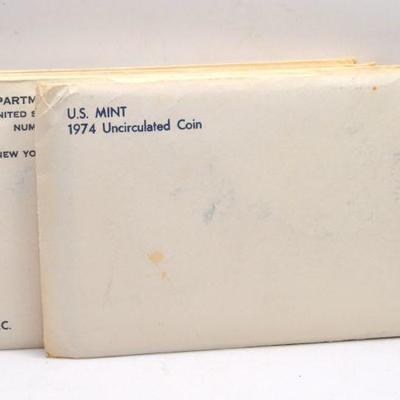 PARTM
NITED S
NUM
NEW YO
C.
U.S. MINT
1974 Uncirculated Coin